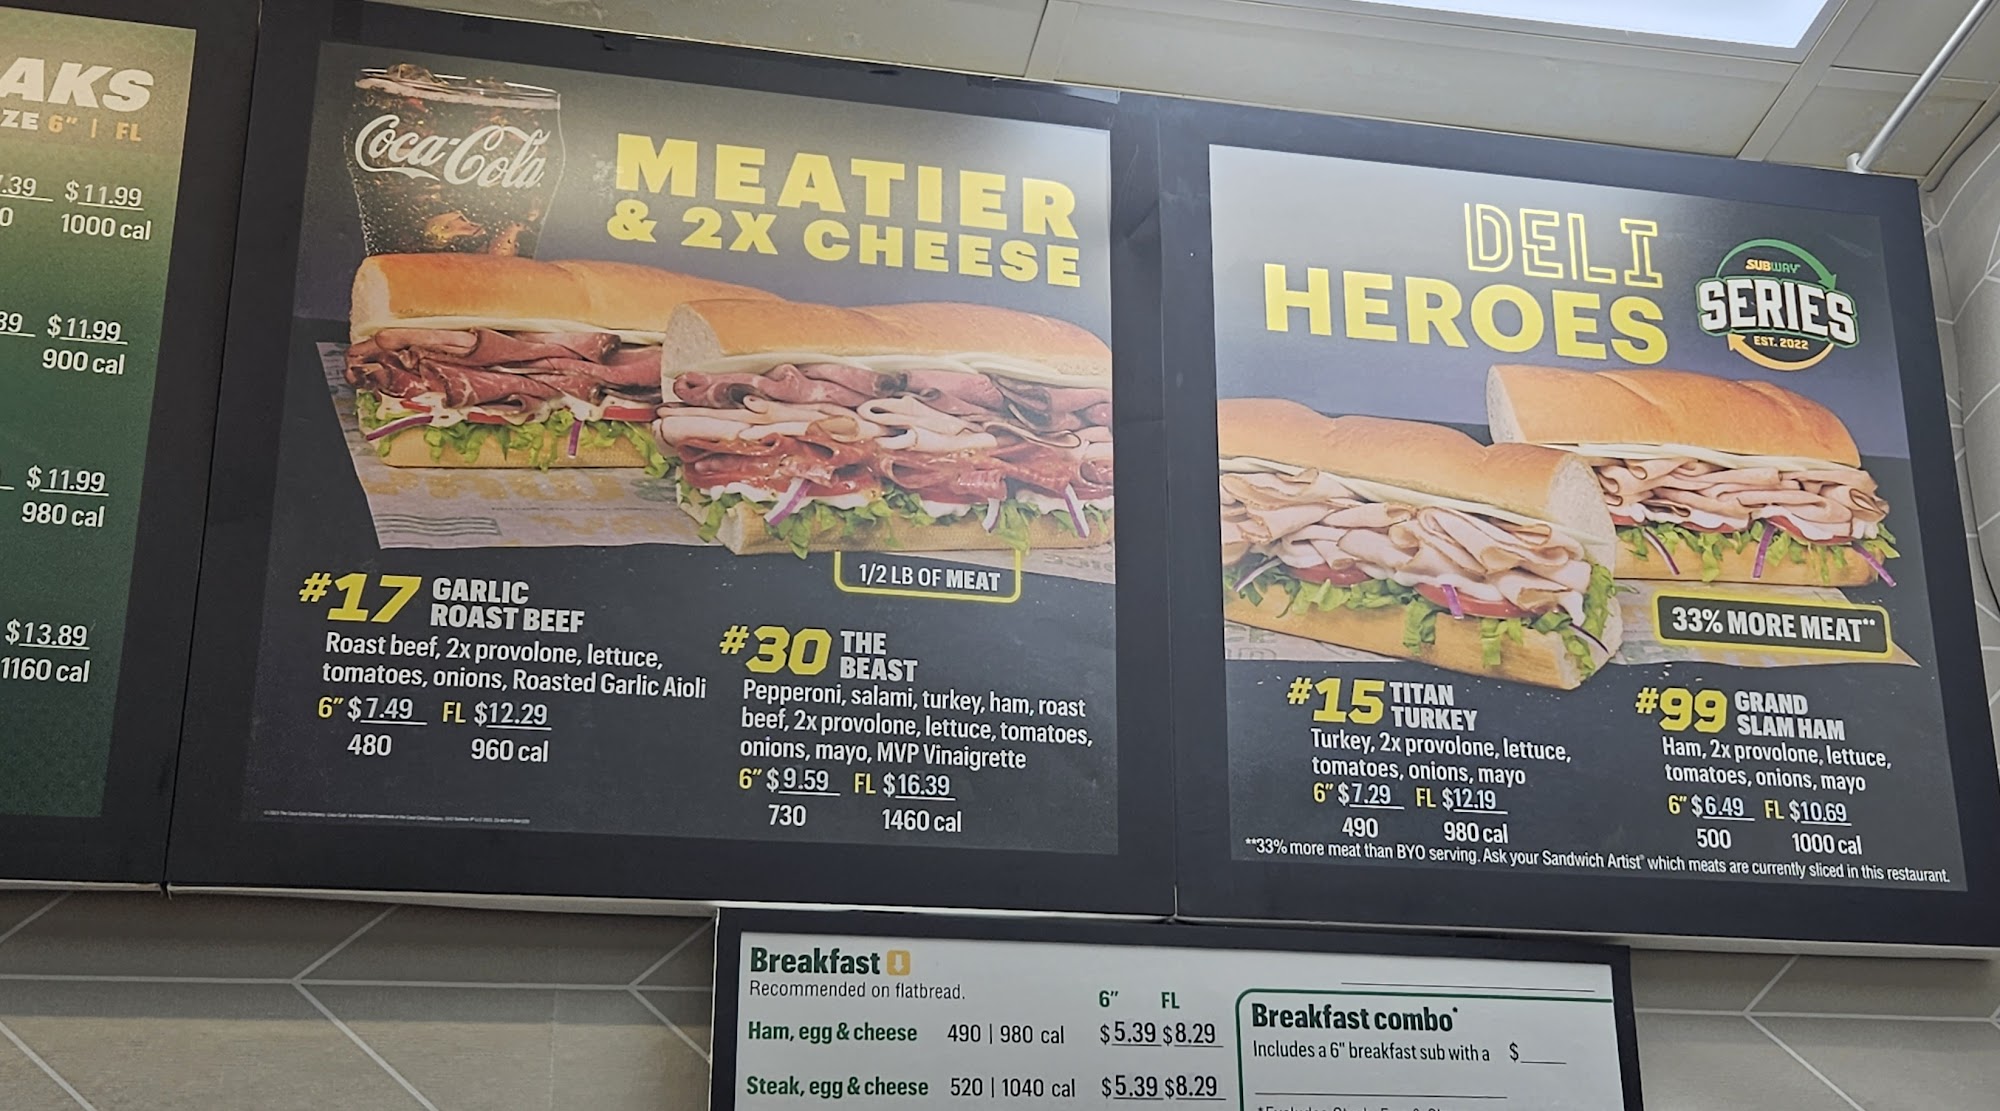 AKS
ZE 6" | FL
.39 $11.99
0 1000 cal
39 $11.99
900 cal
$11.99
980 cal
$13.89
1160 cal
Coca-Cola
MEATIER
& 2X CHEESE
1/2 LB OF MEAT
#17 GARLIC
ROAST BEEF
Roast beef, 2x provolone, lettuce,
tomatoes, onions, Roasted Garlic Aioli
6" $7.49 FL $12.29
480 960 cal
#30 THE
BEAST
Pepperoni, salami, turkey, ham, roast
beef, 2x provolone, lettuce, tomatoes,
onions, mayo, MVP Vinaigrette
6" $9.59 FL $16.39
730 1460 cal
DELI
HEROES
SUBWAY
SERIES
EST. 2022
33% MORE MEAT**
#15 TITAN
TURKEY
Turkey, 2x provolone, lettuce,
tomatoes, onions, mayo
6" $7.29 FL $12.19
490 980 cal
#99 GRAND
SLAM HAM
Ham, 2x provolone, lettuce,
tomatoes, onions, mayo
6" $6.49 FL $10.69
500 1000 cal
**33% more meat than BYO serving. Ask your Sandwich Artist® which meats are currently sliced in this restaurant.
Breakfast
Recommended on flatbread.
6" FL
Ham, egg & cheese 490 | 980 cal $5.39 $8.29
Steak, egg & cheese 520 | 1040 cal $5.39 $8.29
Breakfast combo*
Includes a 6" breakfast sub with a $